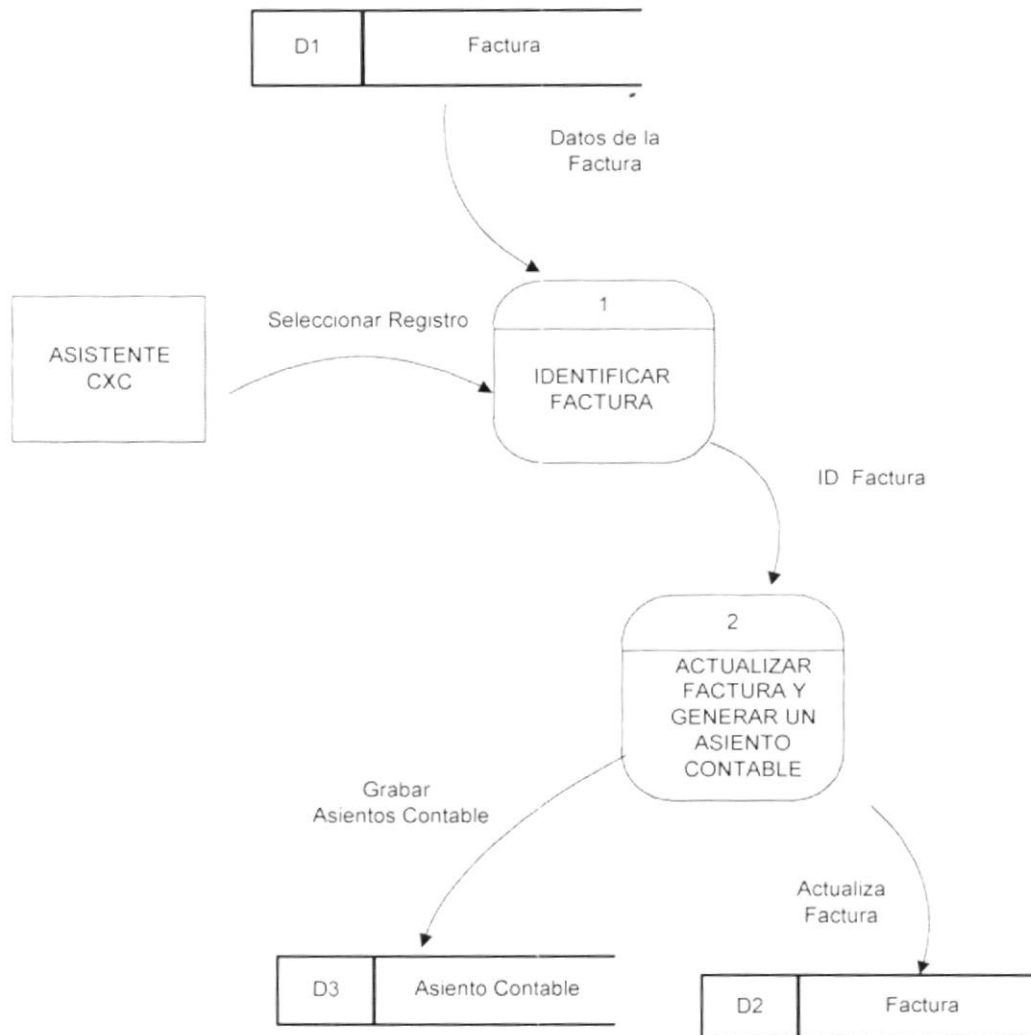 D1 Factura
Datos de la
Factura
Seleccionar Registro
ASISTENTE
CXC
1
IDENTIFICAR
FACTURA
ID Factura
2
ACTUALIZAR
FACTURA Y
GENERAR UN
ASIENTO
CONTABLE
Grabar
Asientos Contable
Actualiza
Factura
D3 Asiento Contable
D2 Factura